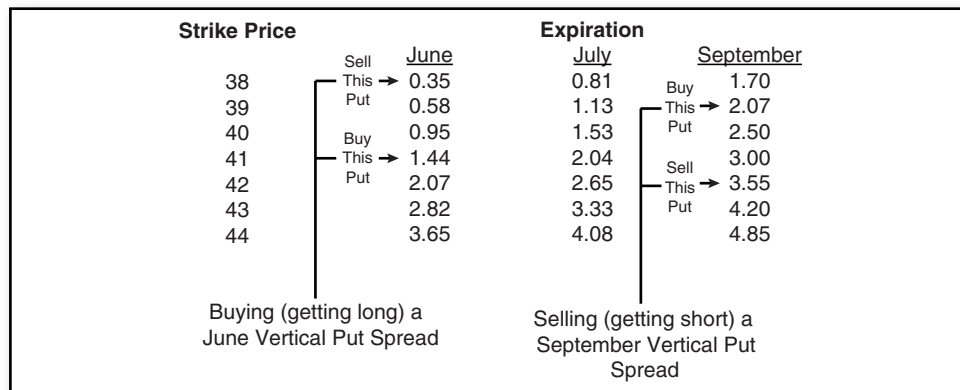 Strike Price Expiration
June July September
38 Sell This Put 0.35 0.81 1.70
39 0.58 1.13 Buy This Put 2.07
40 0.95 1.53 2.50
41 Buy This Put 1.44 2.04 3.00
42 2.07 2.65 Sell This Put 3.55
43 2.82 3.33 4.20
44 3.65 4.08 4.85
Buying (getting long) a
June Vertical Put Spread
Selling (getting short) a
September Vertical Put
Spread